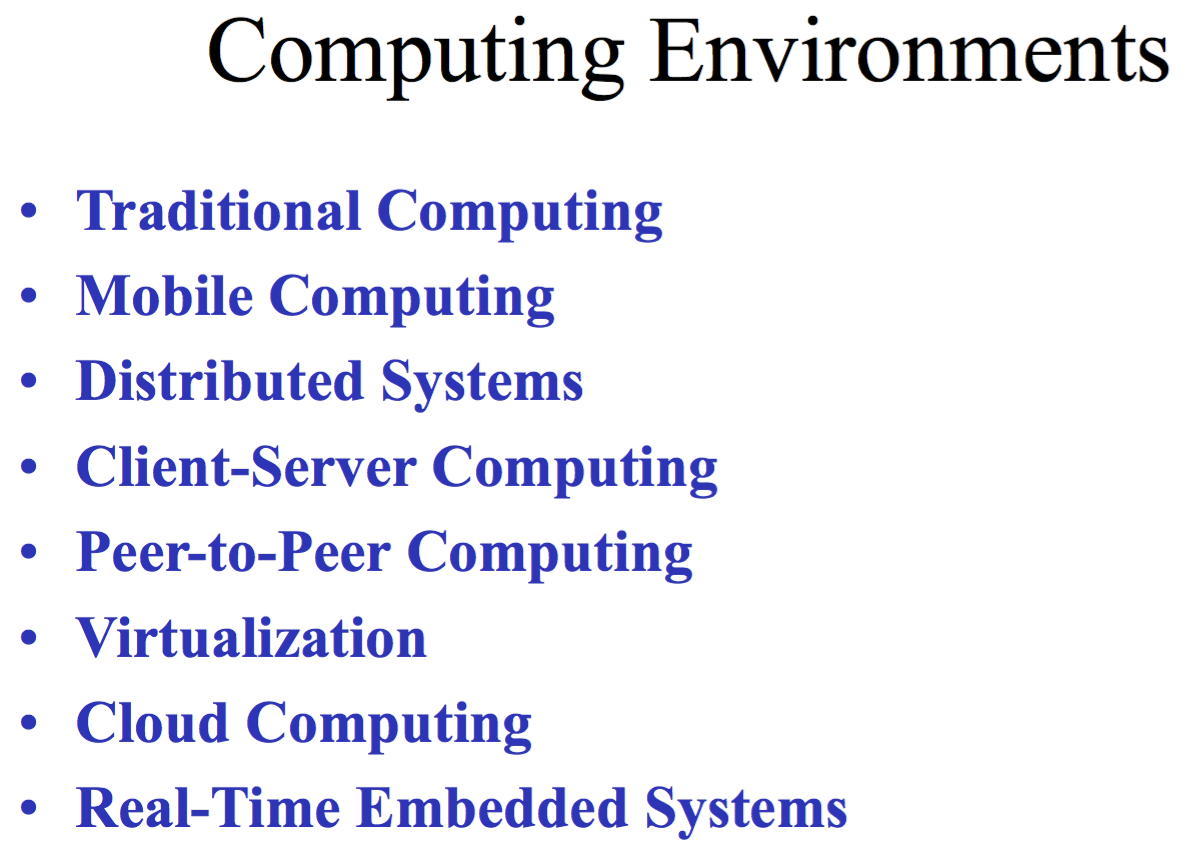 Computing Environments
• Traditional Computing
• Mobile Computing
• Distributed Systems
• Client-Server Computing
• Peer-to-Peer Computing
• Virtualization
• Cloud Computing
• Real-Time Embedded Systems